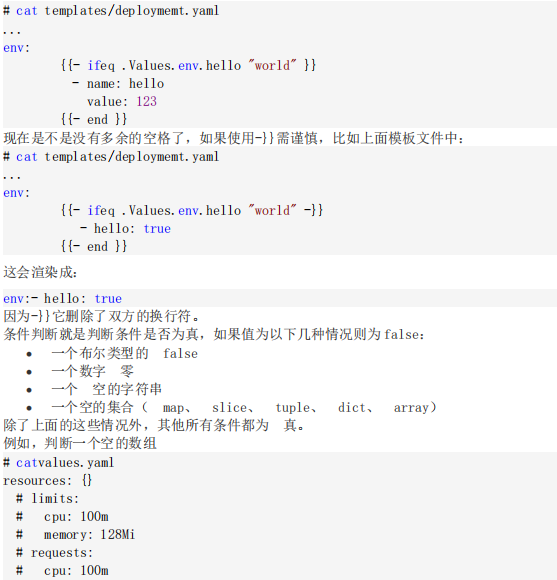 # cat templates/deploymemt.yaml
...
env:
{{- ifeq .Values.env.hello "world" }}
- name: hello
value: 123
{{- end }}
现在是不是没有多余的空格了，如果使用-}}需谨慎，比如上面模板文件中：
# cat templates/deploymemt.yaml
...
env:
{{- ifeq .Values.env.hello "world" -}}
- hello: true
{{- end }}
这会渲染成：
env:- hello: true
因为-}}它删除了双方的换行符。
条件判断就是判断条件是否为真，如果值为以下几种情况则为 false：
● 一个布尔类型的 false
● 一个数字 零
● 一个 空的字符串
● 一个空的集合（ map、 slice、 tuple、 dict、 array）
除了上面的这些情况外，其他所有条件都为 真。
例如，判断一个空的数组
# catvalues.yaml
resources: {}
# limits:
# cpu: 100m
# memory: 128Mi
# requests:
# cpu: 100m